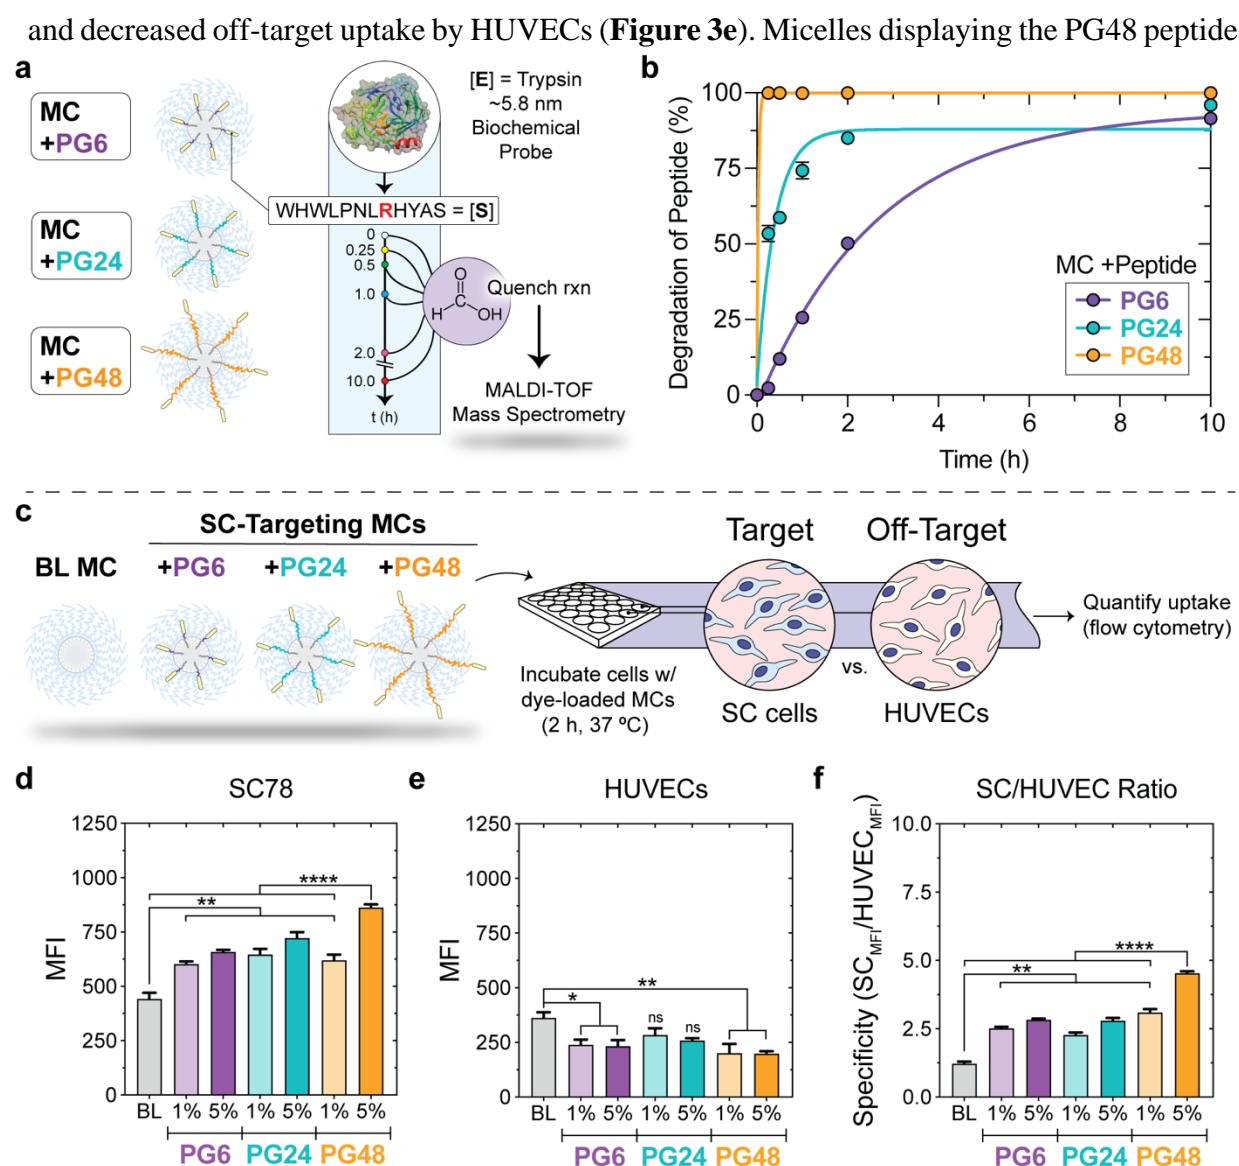 and decreased off-target uptake by HUVECs (Figure 3e). Micelles displaying the PG48 peptide
a
MC
+PG6
MC
+PG24
MC
+PG48
[E] = Trypsin
~5.8 nm
Biochemical
Probe
WHWLPNLRHYAS = [S]
0
0.25
0.5
1.0
2.0
10.0
t (h)
O
H
OH
Quench rxn
MALDI-TOF
Mass Spectrometry
b
Degradation of Peptide (%)
100
75
50
25
0
0 2 4 6 8 10
Time (h)
MC +Peptide
PG6
PG24
PG48
c
SC-Targeting MCs
BL MC +PG6 +PG24 +PG48
Incubate cells w/
dye-loaded MCs
(2 h, 37 ºC)
Target
SC cells
vs.
Off-Target
HUVECs
Quantify uptake
(flow cytometry)
d
SC78
MFI
1250
1000
750
500
250
0
**
****
BL 1% 5% 1% 5% 1% 5%
PG6 PG24 PG48
e
HUVECs
MFI
1250
1000
750
500
250
0
*
**
ns ns
BL 1% 5% 1% 5% 1% 5%
PG6 PG24 PG48
f
SC/HUVEC Ratio
Specificity (SC_MFI/HUVEC_MFI)
10.0
7.5
5.0
2.5
0.0
**
****
BL 1% 5% 1% 5% 1% 5%
PG6 PG24 PG48